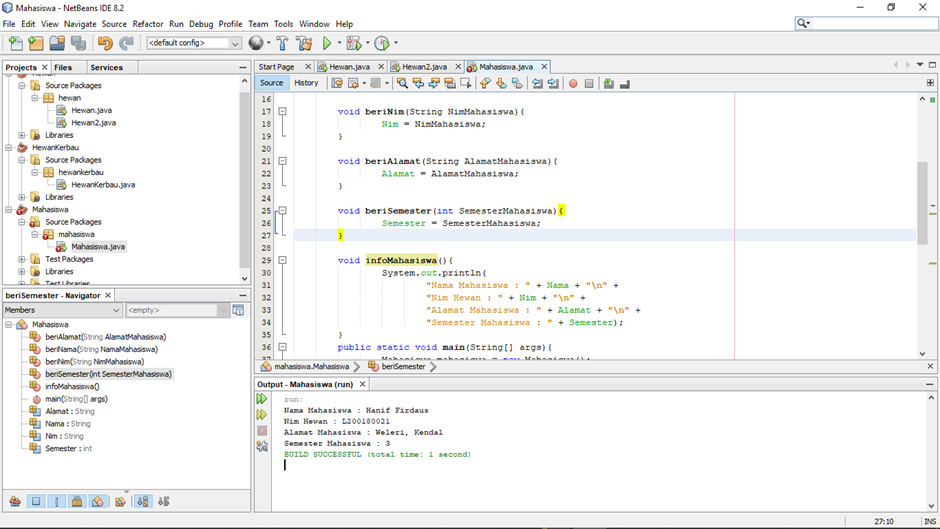 Mahasiswa - NetBeans IDE 8.2
File Edit View Navigate Source Refactor Run Debug Profile Team Tools Window Help
<default config>
Projects Files Services
Start Page Hewan.java Hewan2.java Mahasiswa.java
Source History
Hewan
Source Packages
hewan
Hewan.java
Hewan2.java
Libraries
HewanKerbau
Source Packages
hewankerbau
HewanKerbau.java
Libraries
Mahasiswa
Source Packages
mahasiswa
Mahasiswa.java
Test Packages
Libraries
Test Libraries
16
17 void beriNim(String NimMahasiswa){
18 Nim = NimMahasiswa;
19 }
20
21 void beriAlamat(String AlamatMahasiswa){
22 Alamat = AlamatMahasiswa;
23 }
24
25 void beriSemester(int SemesterMahasiswa){
26 Semester = SemesterMahasiswa;
27 }
28
29 void infoMahasiswa(){
30 System.out.println(
31 "Nama Mahasiswa : " + Nama + "\n" +
32 "Nim Hewan : " + Nim + "\n" +
33 "Alamat Mahasiswa : " + Alamat + "\n" +
34 "Semester Mahasiswa : " + Semester);
35 }
36 public static void main(String[] args){
37 Mahasiswa mahasiswa = new Mahasiswa();
mahasiswa.Mahasiswa beriSemester
beriSemester - Navigator
Members <empty>
Mahasiswa
beriAlamat(String AlamatMahasiswa)
beriNama(String NamaMahasiswa)
beriNim(String NimMahasiswa)
beriSemester(int SemesterMahasiswa)
infoMahasiswa()
main(String[] args)
Alamat : String
Nama : String
Nim : String
Semester : int
Output - Mahasiswa (run)
run:
Nama Mahasiswa : Hanif Firdaus
Nim Hewan : L200180021
Alamat Mahasiswa : Weleri, Kendal
Semester Mahasiswa : 3
BUILD SUCCESSFUL (total time: 1 second)
27:10 INS